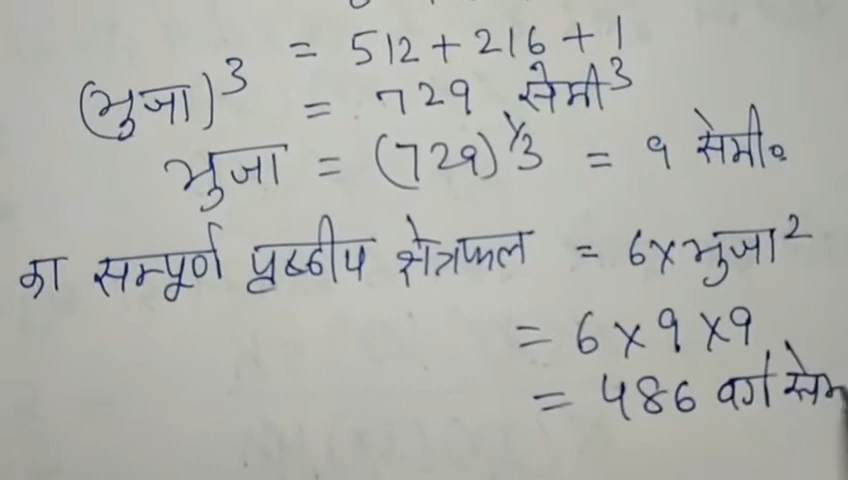 = 512 + 216 + 1
(भुजा)³ = 729 सेमी³
भुजा = (729)^1/3 = 9 सेमी॰
का सम्पूर्ण पृष्ठीय क्षेत्रफल = 6×भुजा²
= 6 × 9 × 9
= 486 वर्ग सेम